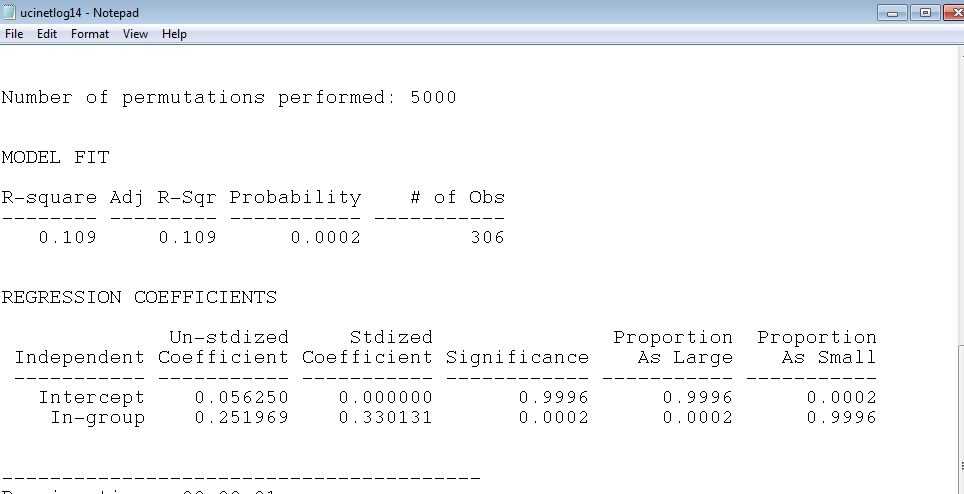 ucinetlog14 - Notepad
File Edit Format View Help
Number of permutations performed: 5000
MODEL FIT
R-square Adj R-Sqr Probability # of Obs
-------- --------- ----------- -----------
0.109 0.109 0.0002 306
REGRESSION COEFFICIENTS
Un-stdized Stdized Proportion Proportion
Independent Coefficient Coefficient Significance As Large As Small
----------- ----------- ----------- ------------ ----------- -----------
Intercept 0.056250 0.000000 0.9996 0.9996 0.0002
In-group 0.251969 0.330131 0.0002 0.0002 0.9996
----------------------------------------